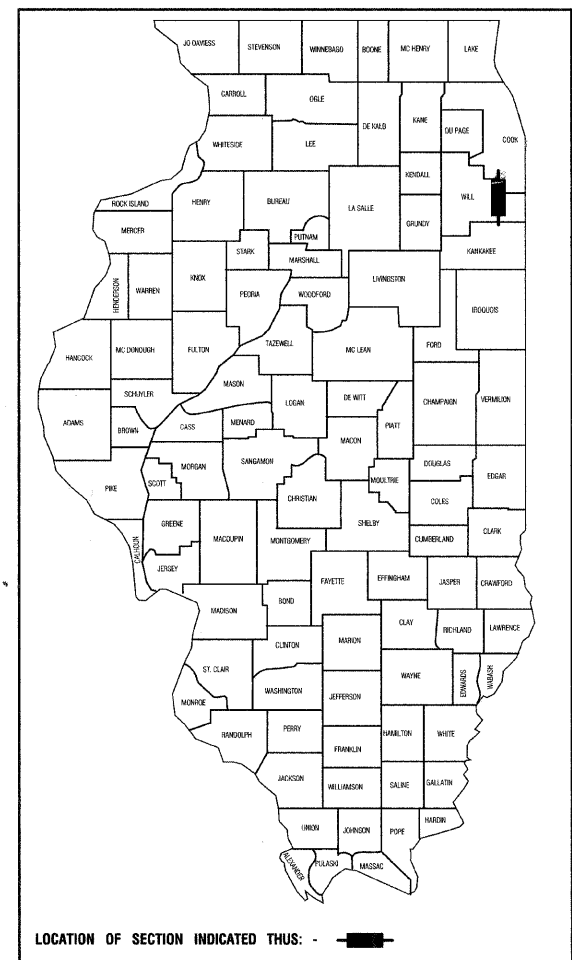 JO DAVIESS STEVENSON WINNEBAGO BOONE MC HENRY LAKE
CARROLL OGLE
DE KALB KANE DU PAGE COOK
WHITESIDE LEE
KENDALL WILL
ROCK ISLAND HENRY BUREAU LA SALLE GRUNDY
MERCER PUTNAM KANKAKEE
STARK MARSHALL
HENDERSON WARREN KNOX PEORIA WOODFORD LIVINGSTON IROQUOIS
HANCOCK MC DONOUGH FULTON TAZEWELL MC LEAN FORD
MASON
SCHUYLER LOGAN DE WITT CHAMPAIGN VERMILION
ADAMS BROWN CASS MENARD MACON PIATT
MORGAN SANGAMON DOUGLAS EDGAR
PIKE SCOTT CHRISTIAN MOULTRIE COLES
GREENE SHELBY
CALHOUN MACOUPIN MONTGOMERY CUMBERLAND CLARK
JERSEY
FAYETTE EFFINGHAM JASPER CRAWFORD
MADISON BOND
CLAY RICHLAND LAWRENCE
CLINTON MARION
ST. CLAIR WAYNE EDWARDS WABASH
WASHINGTON JEFFERSON
MONROE
RANDOLPH PERRY HAMILTON WHITE
FRANKLIN
JACKSON WILLIAMSON SALINE GALLATIN
UNION JOHNSON POPE HARDIN
ALEXANDER PULASKI MASSAC
LOCATION OF SECTION INDICATED THUS: -